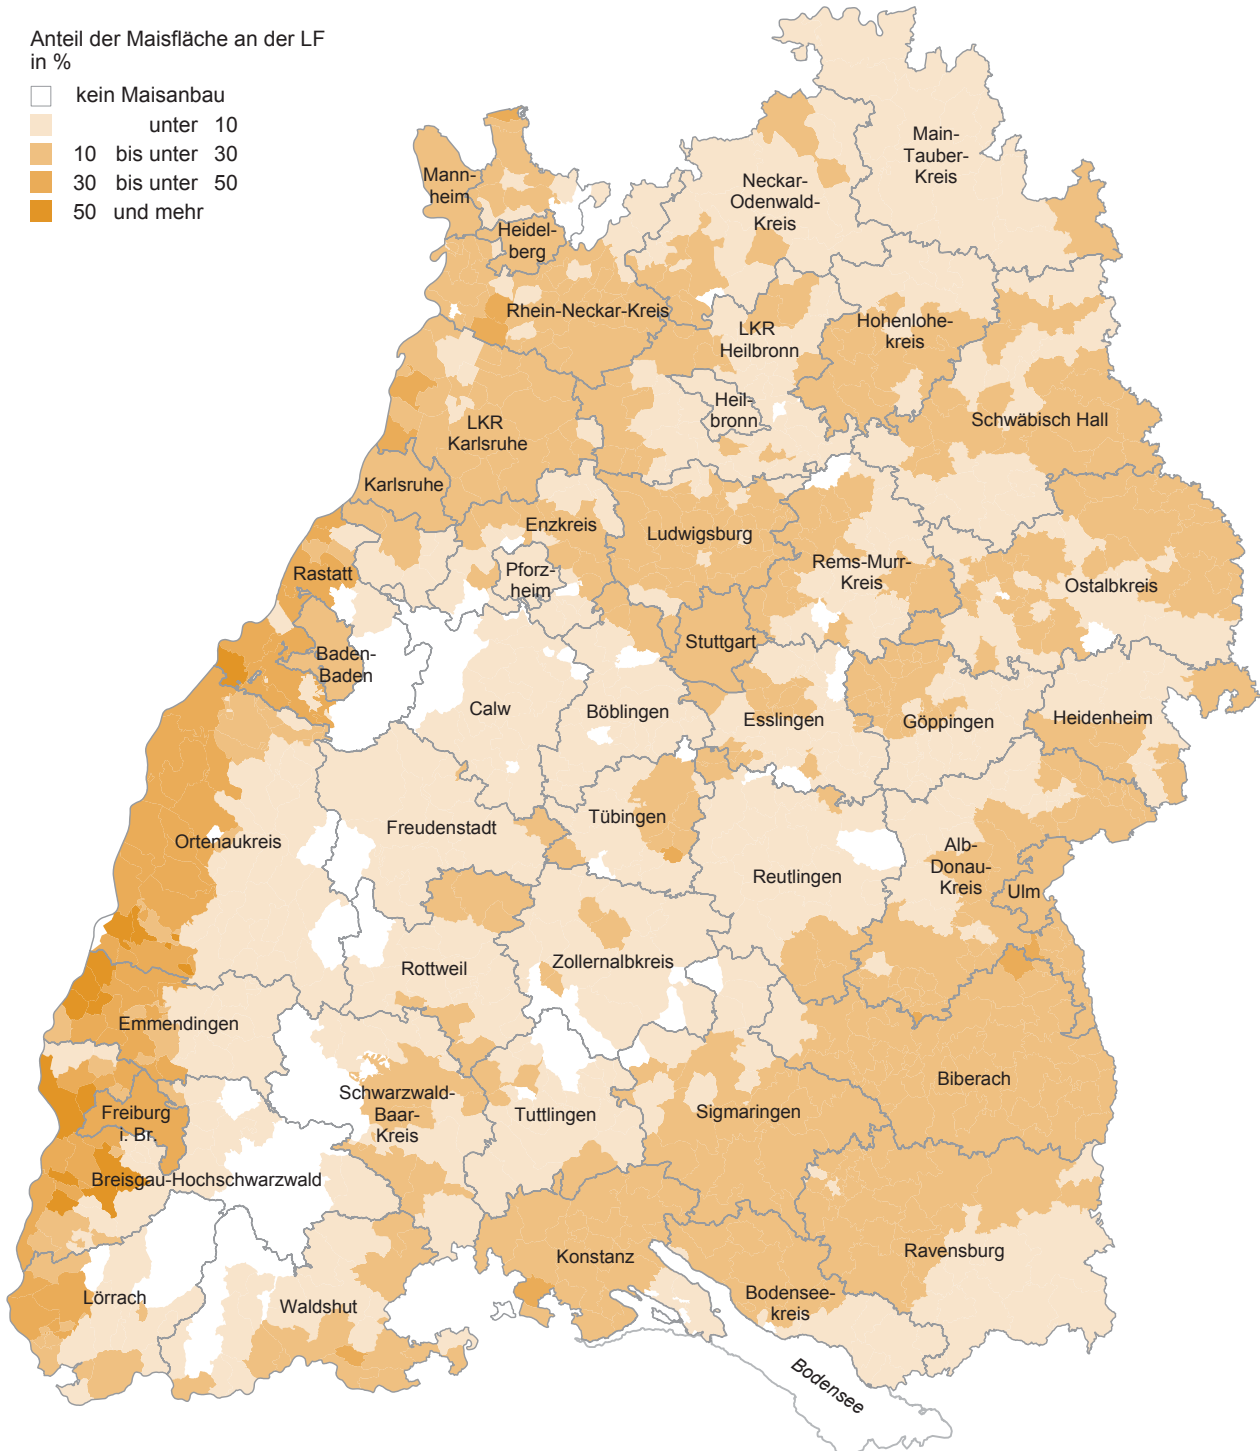 Anteil der Maisfläche an der LF
in %
kein Maisanbau
unter 10
10 bis unter 30
30 bis unter 50
50 und mehr
Main-
Tauber-
Kreis
Mann-
heim
Neckar-
Odenwald-
Kreis
Heidel-
berg
Rhein-Neckar-Kreis
LKR
Heilbronn
Hohenlohe-
kreis
Heil-
bronn
Schwäbisch Hall
LKR
Karlsruhe
Karlsruhe
Enzkreis
Ludwigsburg
Rems-Murr-
Kreis
Ostalbkreis
Rastatt
Pforz-
heim
Stuttgart
Baden-
Baden
Calw
Böblingen
Esslingen
Göppingen
Heidenheim
Ortenaukreis
Freudenstadt
Tübingen
Reutlingen
Alb-
Donau-
Kreis
Ulm
Rottweil
Zollernalbkreis
Emmendingen
Schwarzwald-
Baar-
Kreis
Tuttlingen
Sigmaringen
Biberach
Freiburg
i. Br.
Breisgau-Hochschwarzwald
Konstanz
Ravensburg
Lörrach
Waldshut
Bodensee-
kreis
Bodensee